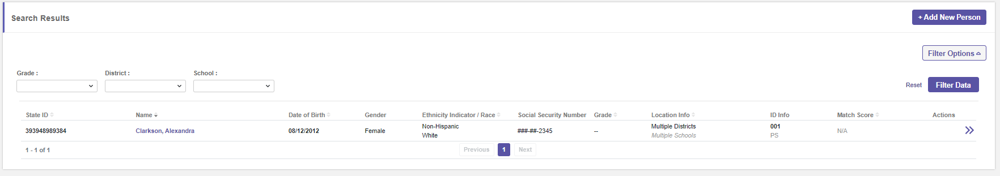 Search Results
+ Add New Person
Filter Options
Grade :
District :
School :
Reset
Filter Data
State ID Name Date of Birth Gender Ethnicity Indicator / Race Social Security Number Grade Location Info ID Info Match Score Actions
393948989384 Clarkson, Alexandra 08/12/2012 Female Non-Hispanic ###-##-2345 -- Multiple Districts 001 N/A
White Multiple Schools PS
1 - 1 of 1 Previous 1 Next